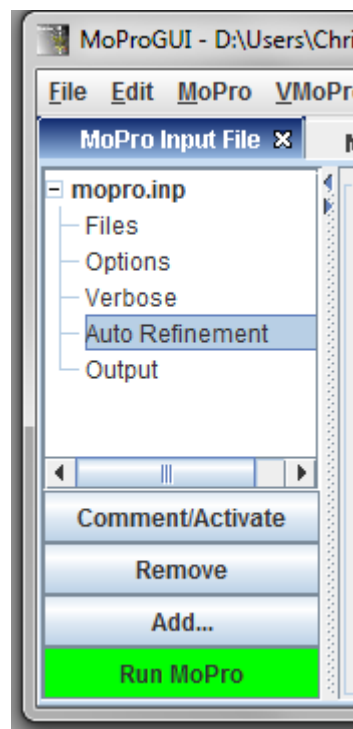 MoProGUI - D:\Users\Chri
File Edit MoPro VMoPr
MoPro Input File
mopro.inp
Files
Options
Verbose
Auto Refinement
Output
Comment/Activate
Remove
Add...
Run MoPro